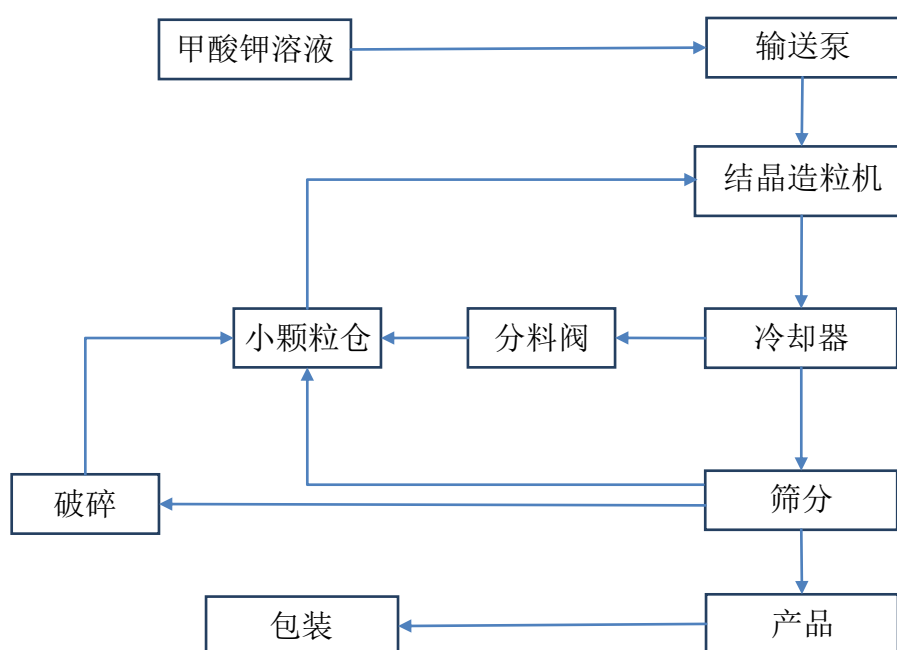 甲酸钾溶液
输送泵
结晶造粒机
小颗粒仓
分料阀
冷却器
破碎
筛分
包装
产品